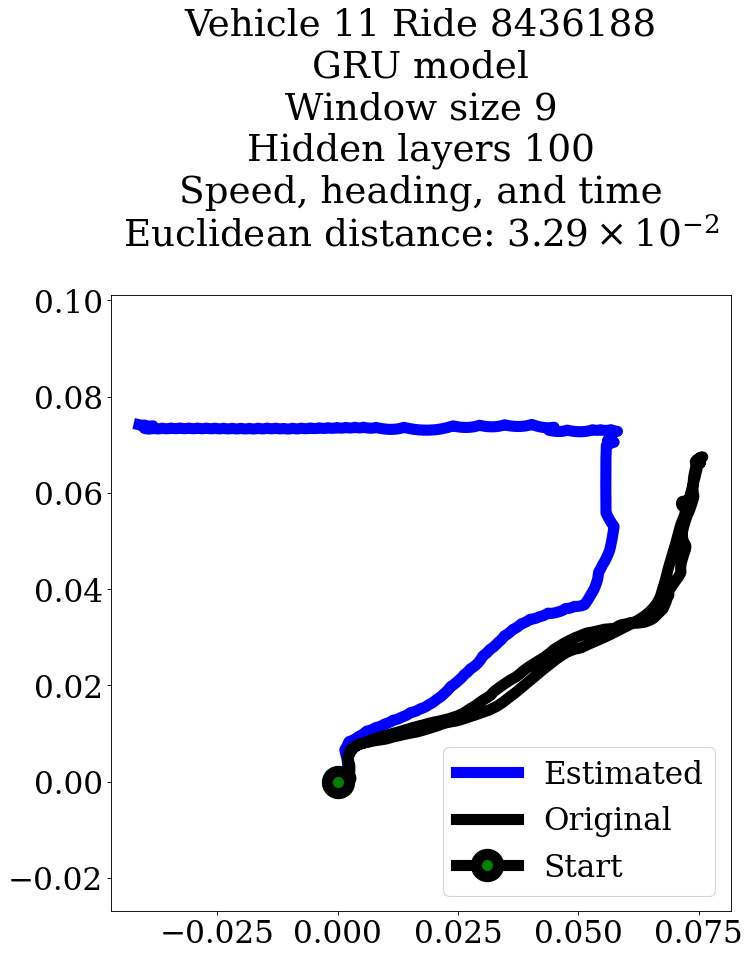 Vehicle 11 Ride 8436188
GRU model
Window size 9
Hidden layers 100
Speed, heading, and time
Euclidean distance: 3.29 × 10⁻²
0.10
0.08
0.06
0.04
0.02
0.00
−0.02
Estimated
Original
Start
−0.025 0.000 0.025 0.050 0.075